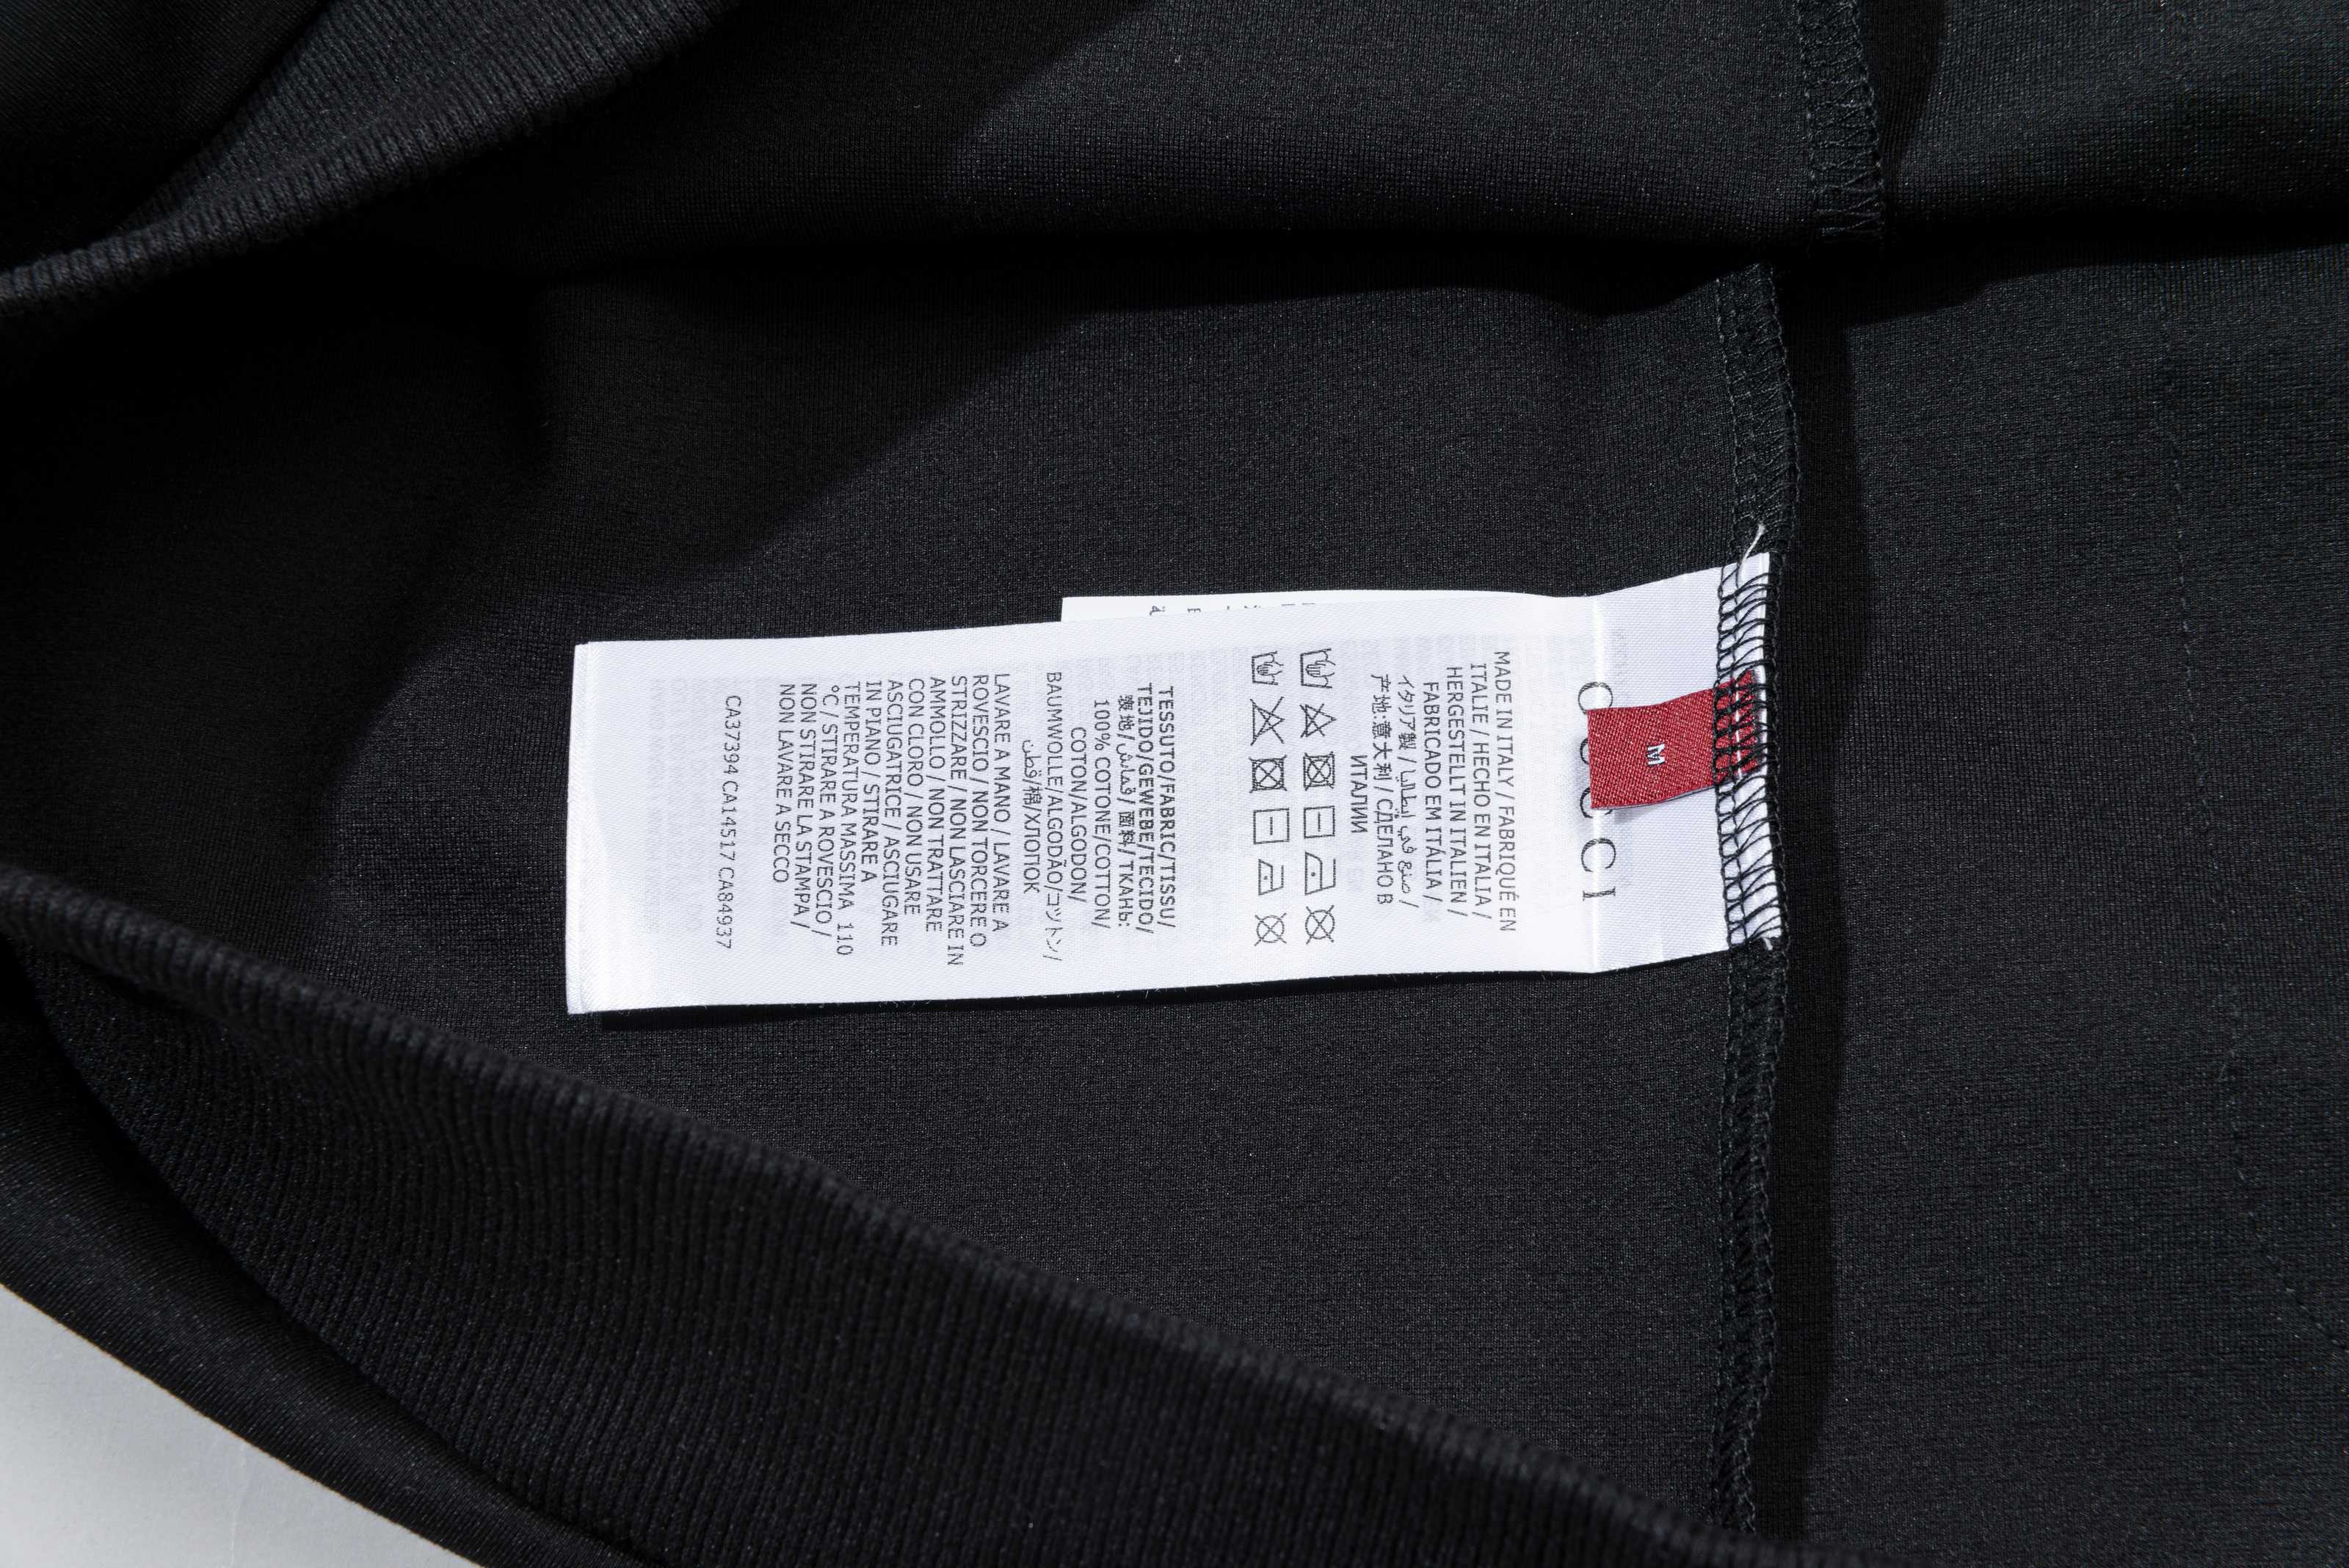 GUCCI
M
MADE IN ITALY / FABRIQUÉ EN
ITALIE / HECHO EN ITALIA /
HERGESTELLT IN ITALIEN /
FABRICADO EM ITÁLIA /
イタリア製 / صنع في إيطاليا /
产地:意大利 / СДЕЛАНО В
ИТАЛИИ
TESSUTO/FABRIC/TISSU/
TEJIDO/GEWEBE/TECIDO/
表地/قماش/面料/ТКАНЬ:
100% COTONE/COTTON/
COTON/ALGODON/
BAUMWOLLE/ALGODÃO/コットン/
قطن/棉/ХЛОПОК
LAVARE A MANO / LAVARE A
ROVESCIO / NON TORCERE O
STRIZZARE / NON LASCIARE IN
AMMOLLO / NON TRATTARE
CON CLORO / NON USARE
ASCIUGATRICE / ASCIUGARE
IN PIANO / STIRARE A
TEMPERATURA MASSIMA 110
°C / STIRARE A ROVESCIO /
NON STIRARE LA STAMPA /
NON LAVARE A SECCO
CA37394 CA14517 CA84937